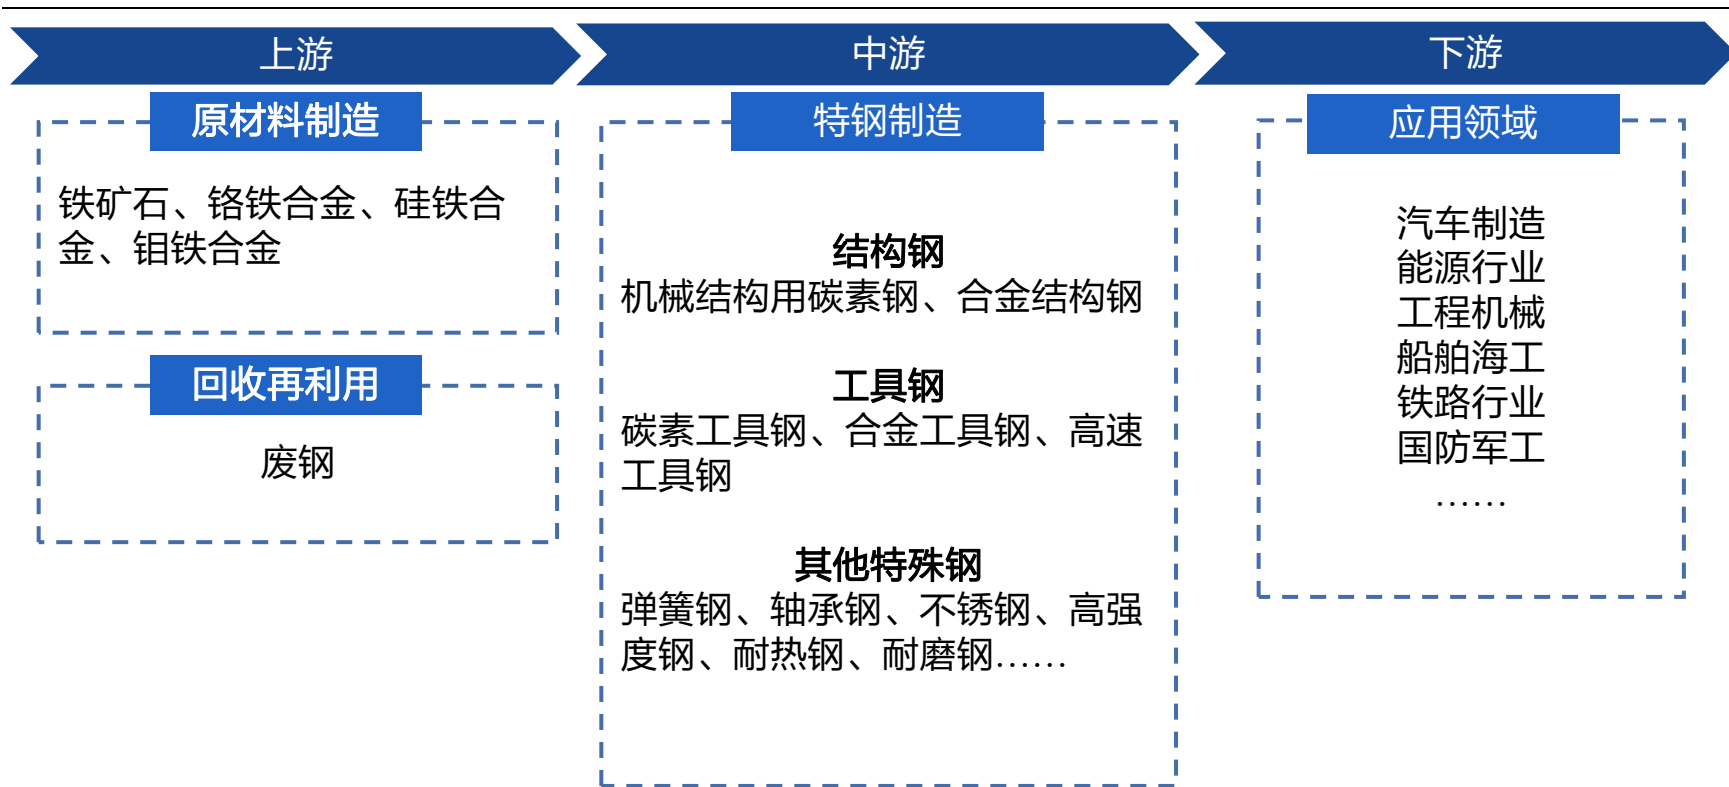 上游
中游
下游
原材料制造
铁矿石、铬铁合金、硅铁合
金、钼铁合金
回收再利用
废钢
特钢制造
结构钢
机械结构用碳素钢、合金结构钢
工具钢
碳素工具钢、合金工具钢、高速
工具钢
其他特殊钢
弹簧钢、轴承钢、不锈钢、高强
度钢、耐热钢、耐磨钢……
应用领域
汽车制造
能源行业
工程机械
船舶海工
铁路行业
国防军工
……